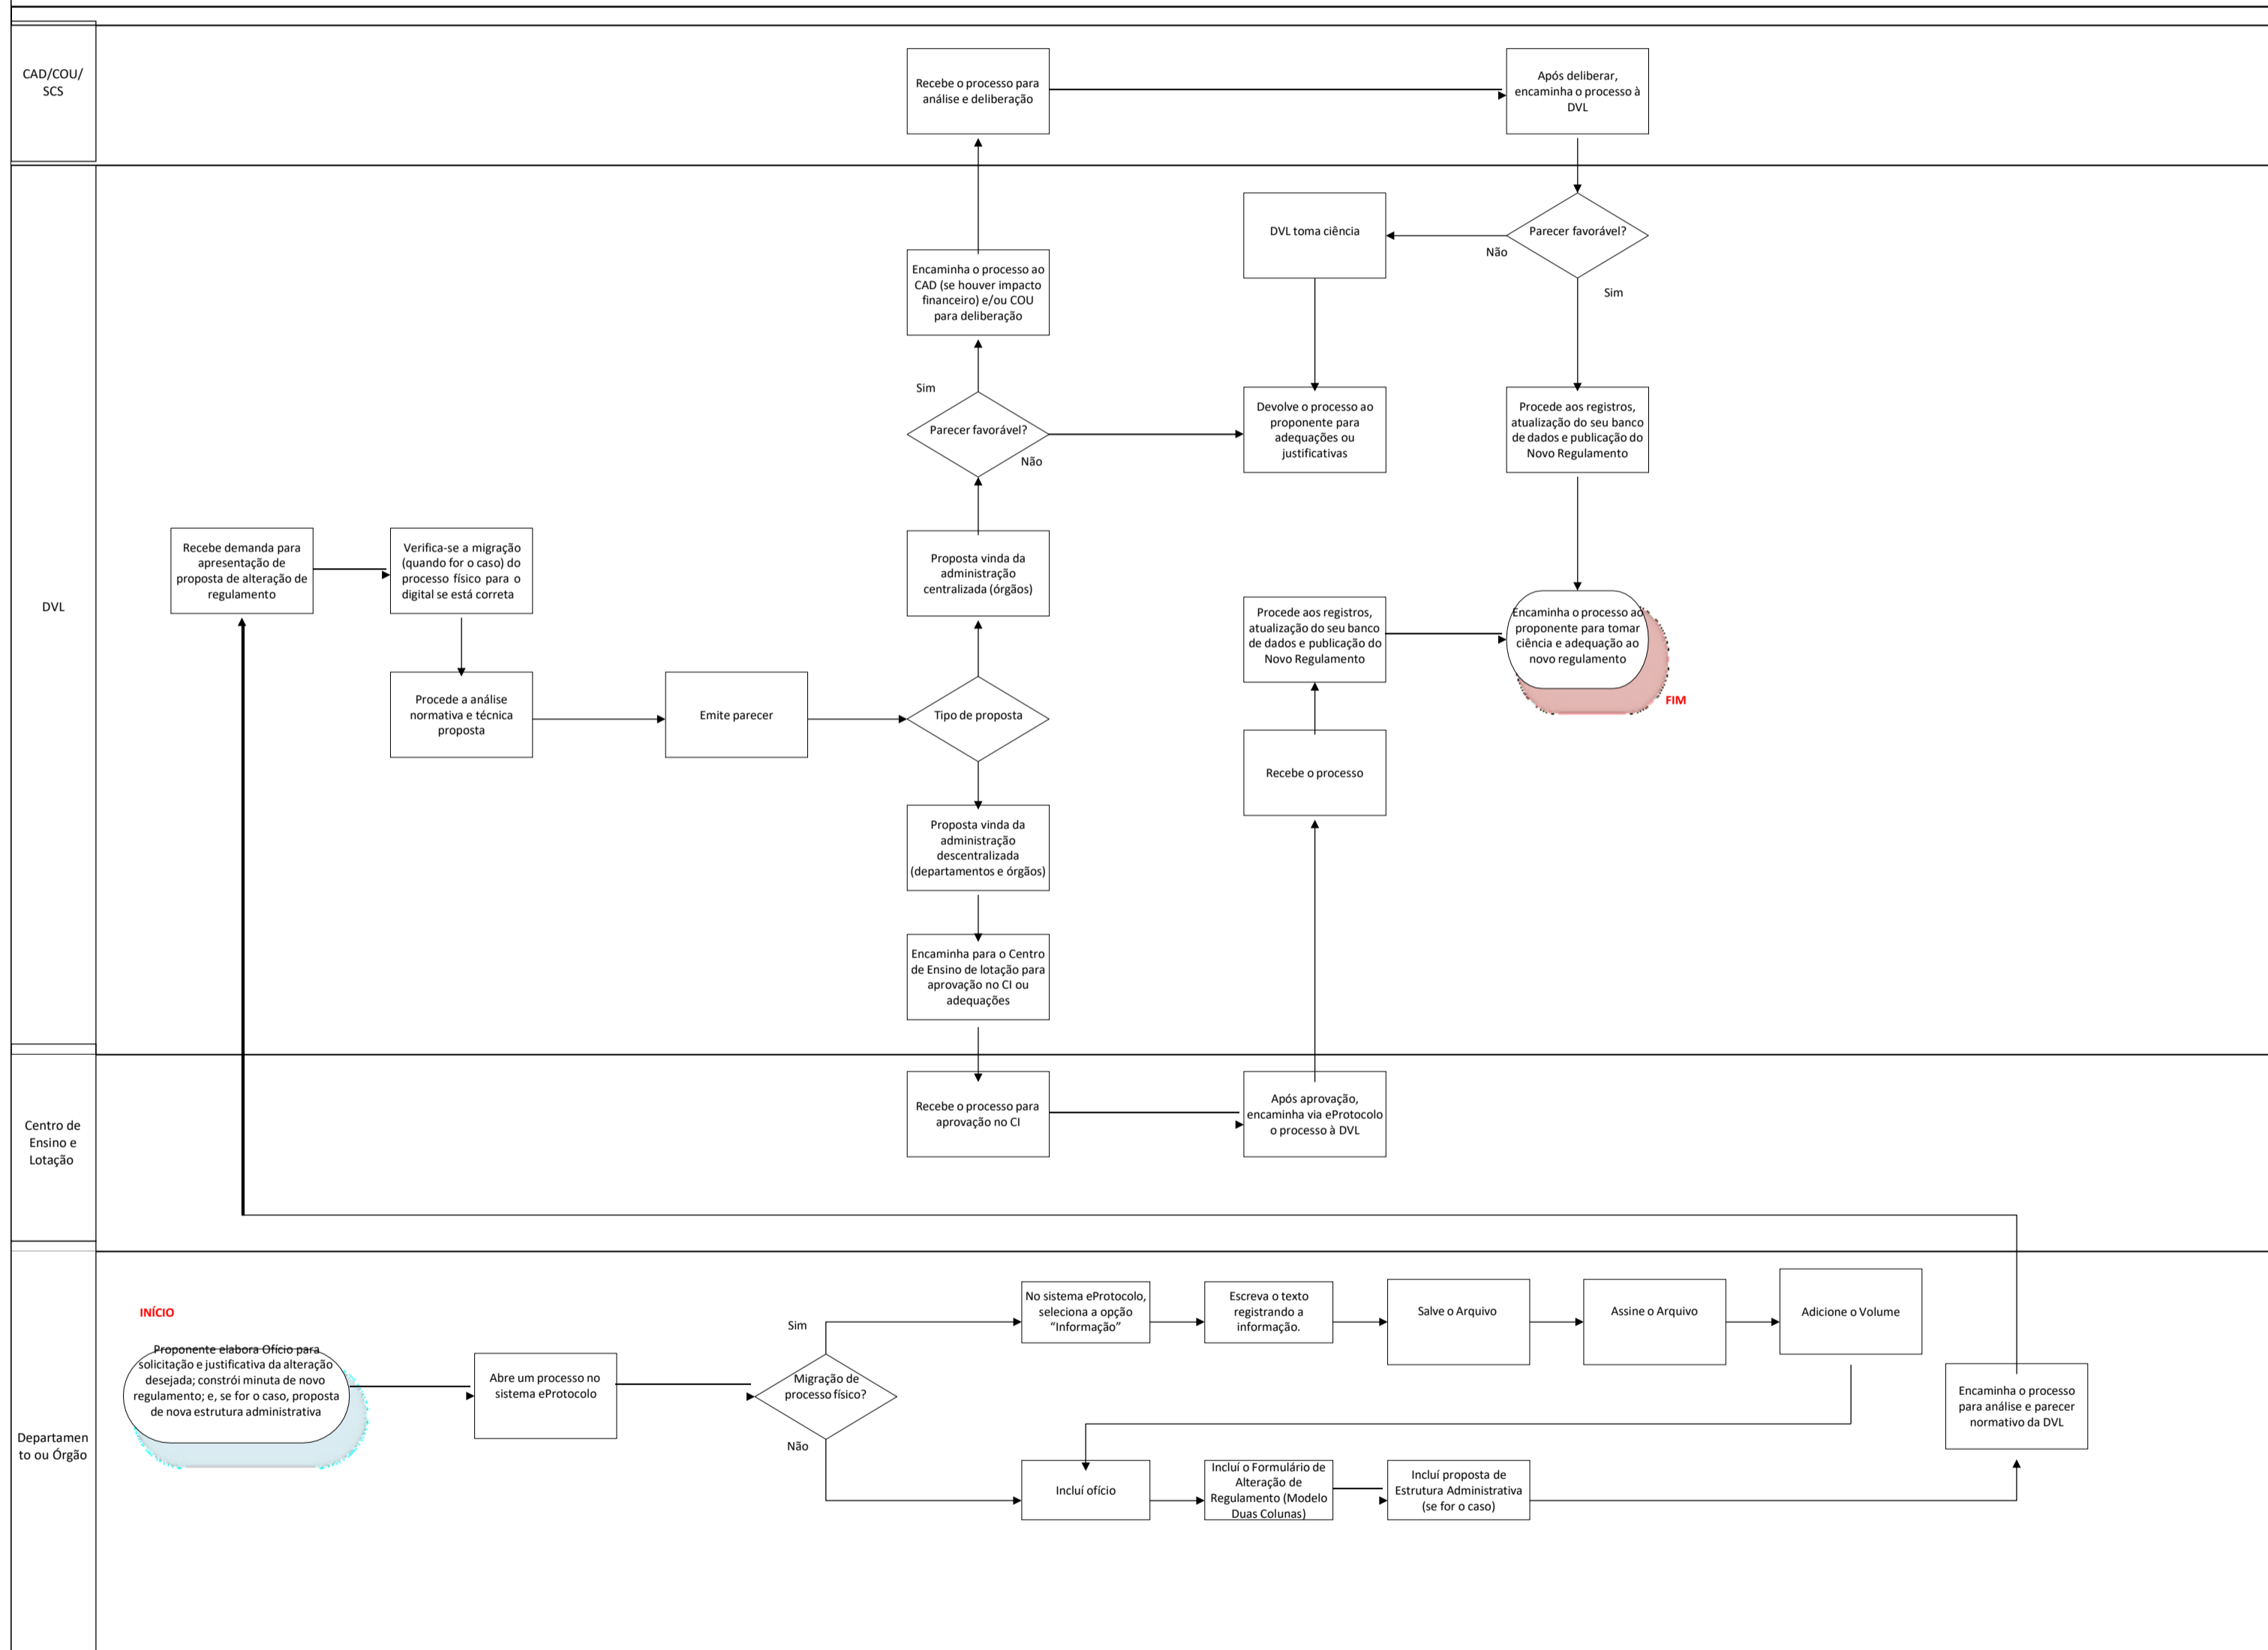 CAD/COU/
SCS
Recebe o processo para
análise e deliberação
Após deliberar,
encaminha o processo à
DVL
DVL
DVL toma ciência
Parecer favorável?
Não
Sim
Encaminha o processo ao
CAD (se houver impacto
financeiro) e/ou COU
para deliberação
Sim
Parecer favorável?
Não
Devolve o processo ao
proponente para
adequações ou
justificativas
Procede aos registros,
atualização do seu banco
de dados e publicação do
Novo Regulamento
Recebe demanda para
apresentação de
proposta de alteração de
regulamento
Verifica-se a migração
(quando for o caso) do
processo físico para o
digital se está correta
Proposta vinda da
administração
centralizada (órgãos)
Procede aos registros,
atualização do seu banco
de dados e publicação do
Novo Regulamento
Encaminha o processo ao
proponente para tomar
ciência e adequação ao
novo regulamento
FIM
Procede a análise
normativa e técnica
proposta
Emite parecer
Tipo de proposta
Recebe o processo
Proposta vinda da
administração
descentralizada
(departamentos e órgãos)
Encaminha para o Centro
de Ensino de lotação para
aprovação no CI ou
adequações
Centro de
Ensino e
Lotação
Recebe o processo para
aprovação no CI
Após aprovação,
encaminha via eProtocolo
o processo à DVL
Departamen
to ou Órgão
INÍCIO
Proponente elabora Ofício para
solicitação e justificativa da alteração
desejada; constrói minuta de novo
regulamento; e, se for o caso, proposta
de nova estrutura administrativa
Abre um processo no
sistema eProtocolo
Sim
Migração de
processo físico?
Não
No sistema eProtocolo,
seleciona a opção
“Informação”
Escreva o texto
registrando a
informação.
Salve o Arquivo
Assine o Arquivo
Adicione o Volume
Encaminha o processo
para análise e parecer
normativo da DVL
Incluí ofício
Incluí o Formulário de
Alteração de
Regulamento (Modelo
Duas Colunas)
Incluí proposta de
Estrutura Administrativa
(se for o caso)